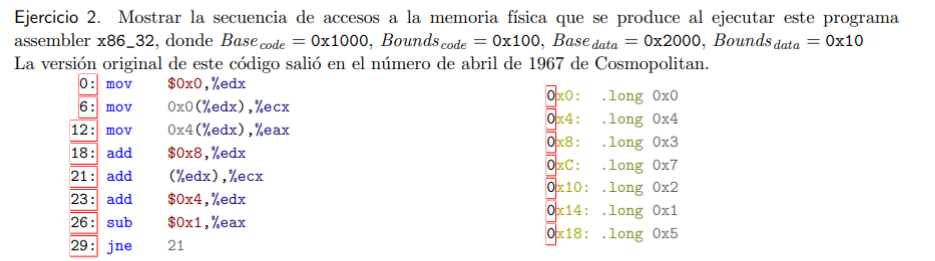 Ejercicio 2. Mostrar la secuencia de accesos a la memoria física que se produce al ejecutar este programa
assembler x86_32, donde Base code = 0x1000, Bounds code = 0x100, Base data = 0x2000, Bounds data = 0x10
La versión original de este código salió en el número de abril de 1967 de Cosmopolitan.
0: mov $0x0,%edx
6: mov 0x0(%edx),%ecx
12: mov 0x4(%edx),%eax
18: add $0x8,%edx
21: add (%edx),%ecx
23: add $0x4,%edx
26: sub $0x1,%eax
29: jne 21
0x0: .long 0x0
0x4: .long 0x4
0x8: .long 0x3
0xC: .long 0x7
0x10: .long 0x2
0x14: .long 0x1
0x18: .long 0x5